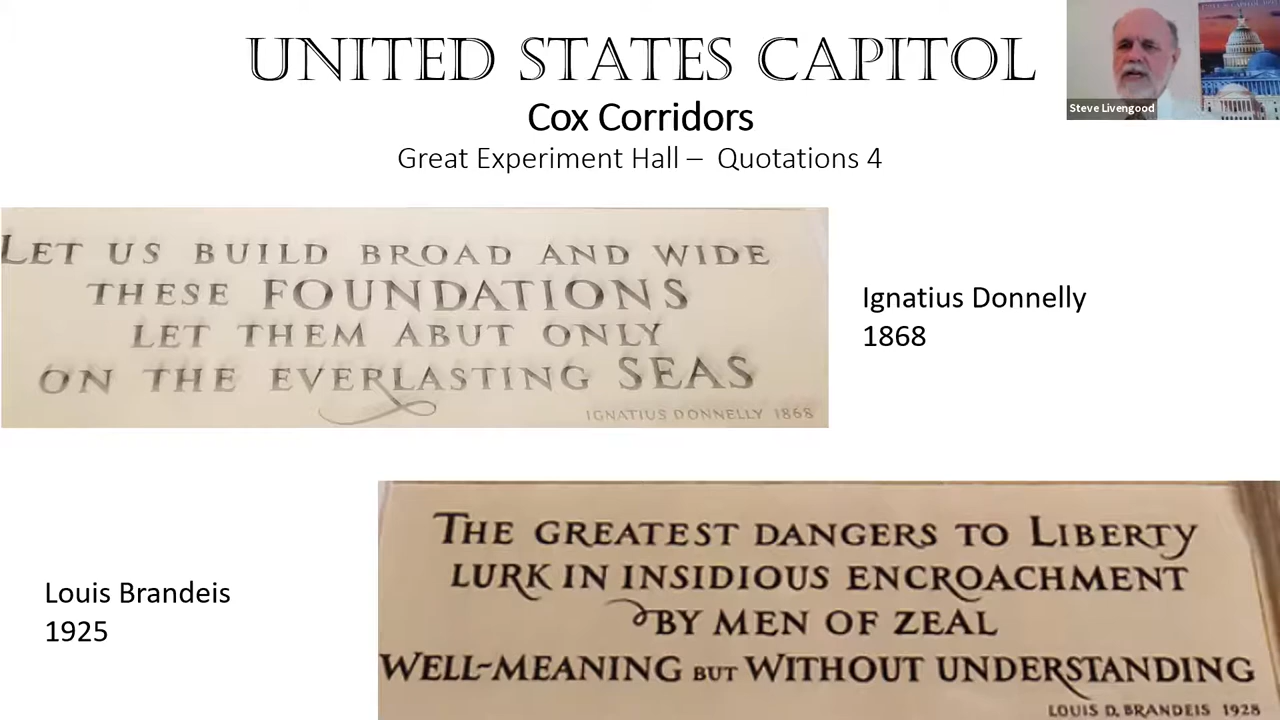 UNITED STATES CAPITOL
Cox Corridors
Great Experiment Hall – Quotations 4
Steve Livengood
LET US BUILD BROAD AND WIDE
THESE FOUNDATIONS
LET THEM ABUT ONLY
ON THE EVERLASTING SEAS
IGNATIUS DONNELLY 1868
Ignatius Donnelly
1868
Louis Brandeis
1925
THE GREATEST DANGERS TO LIBERTY
LURK IN INSIDIOUS ENCROACHMENT
BY MEN OF ZEAL
WELL-MEANING BUT WITHOUT UNDERSTANDING
LOUIS D. BRANDEIS 1928